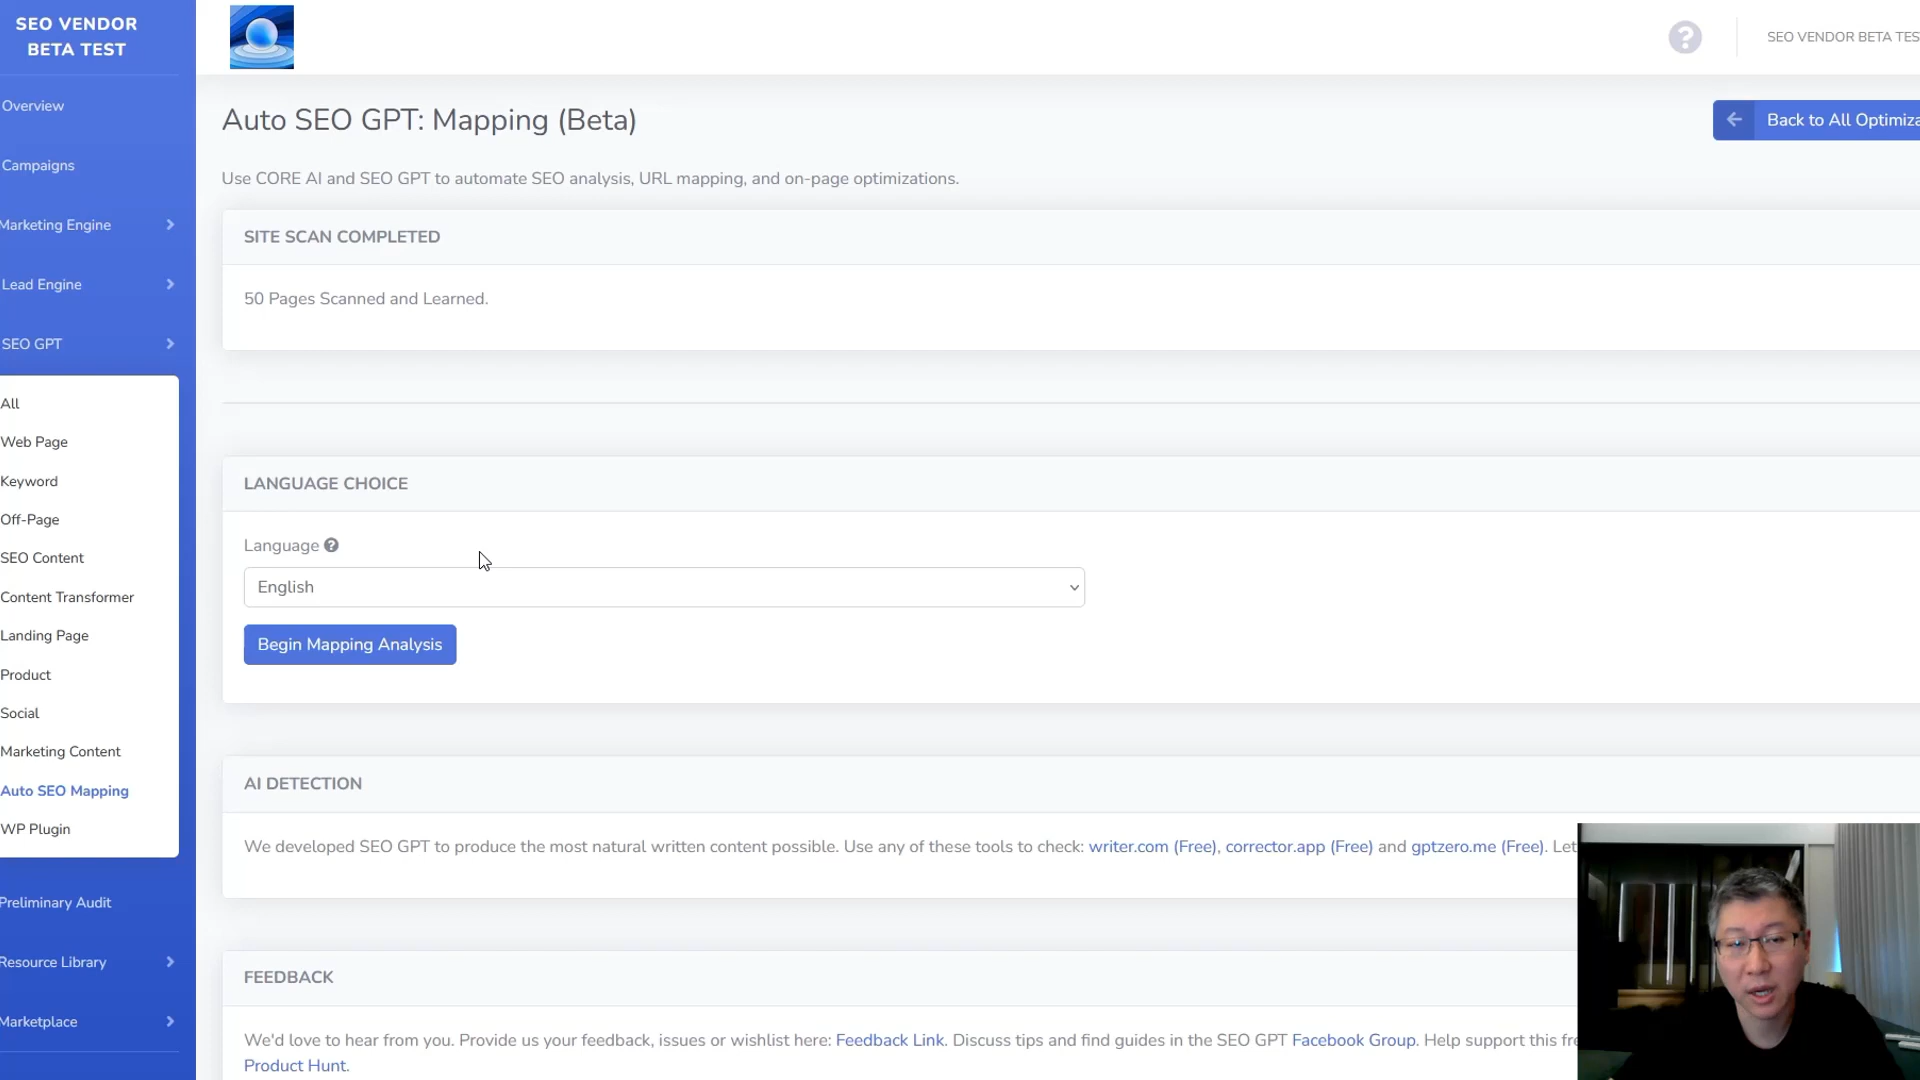 SEO VENDOR
BETA TEST
Overview
Campaigns
Marketing Engine
Lead Engine
SEO GPT
All
Web Page
Keyword
Off-Page
SEO Content
Content Transformer
Landing Page
Product
Social
Marketing Content
Auto SEO Mapping
WP Plugin
Preliminary Audit
Resource Library
Marketplace
?
SEO VENDOR BETA TES
Auto SEO GPT: Mapping (Beta)
Back to All Optimiza
Use CORE AI and SEO GPT to automate SEO analysis, URL mapping, and on-page optimizations.
SITE SCAN COMPLETED
50 Pages Scanned and Learned.
LANGUAGE CHOICE
Language ?
English
Begin Mapping Analysis
AI DETECTION
We developed SEO GPT to produce the most natural written content possible. Use any of these tools to check: writer.com (Free), corrector.app (Free) and gptzero.me (Free). Let
FEEDBACK
We'd love to hear from you. Provide us your feedback, issues or wishlist here: Feedback Link. Discuss tips and find guides in the SEO GPT Facebook Group. Help support this fre
Product Hunt.